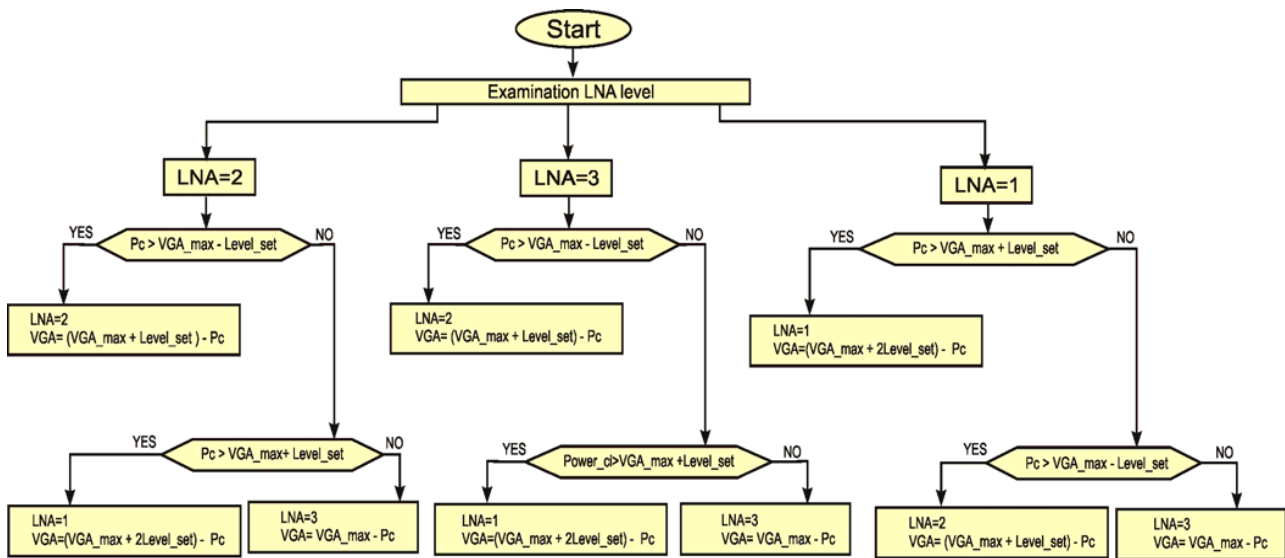 Start
Examination LNA level
LNA=2
LNA=3
LNA=1
YES
Pc > VGA_max - Level_set
NO
YES
Pc > VGA_max - Level_set
NO
YES
Pc > VGA_max + Level_set
NO
LNA=2
VGA= (VGA_max + Level_set ) - Pc
LNA=2
VGA= (VGA_max + Level_set) - Pc
LNA=1
VGA=(VGA_max + 2Level_set) - Pc
YES
Pc > VGA_max+ Level_set
NO
YES
Power_ci>VGA_max +Level_set
NO
YES
Pc > VGA_max - Level_set
NO
LNA=1
VGA=(VGA_max + 2Level_set) - Pc
LNA=3
VGA= VGA_max - Pc
LNA=1
VGA=(VGA_max + 2Level_set) - Pc
LNA=3
VGA= VGA_max - Pc
LNA=2
VGA= (VGA_max + Level_set) - Pc
LNA=3
VGA= VGA_max - Pc